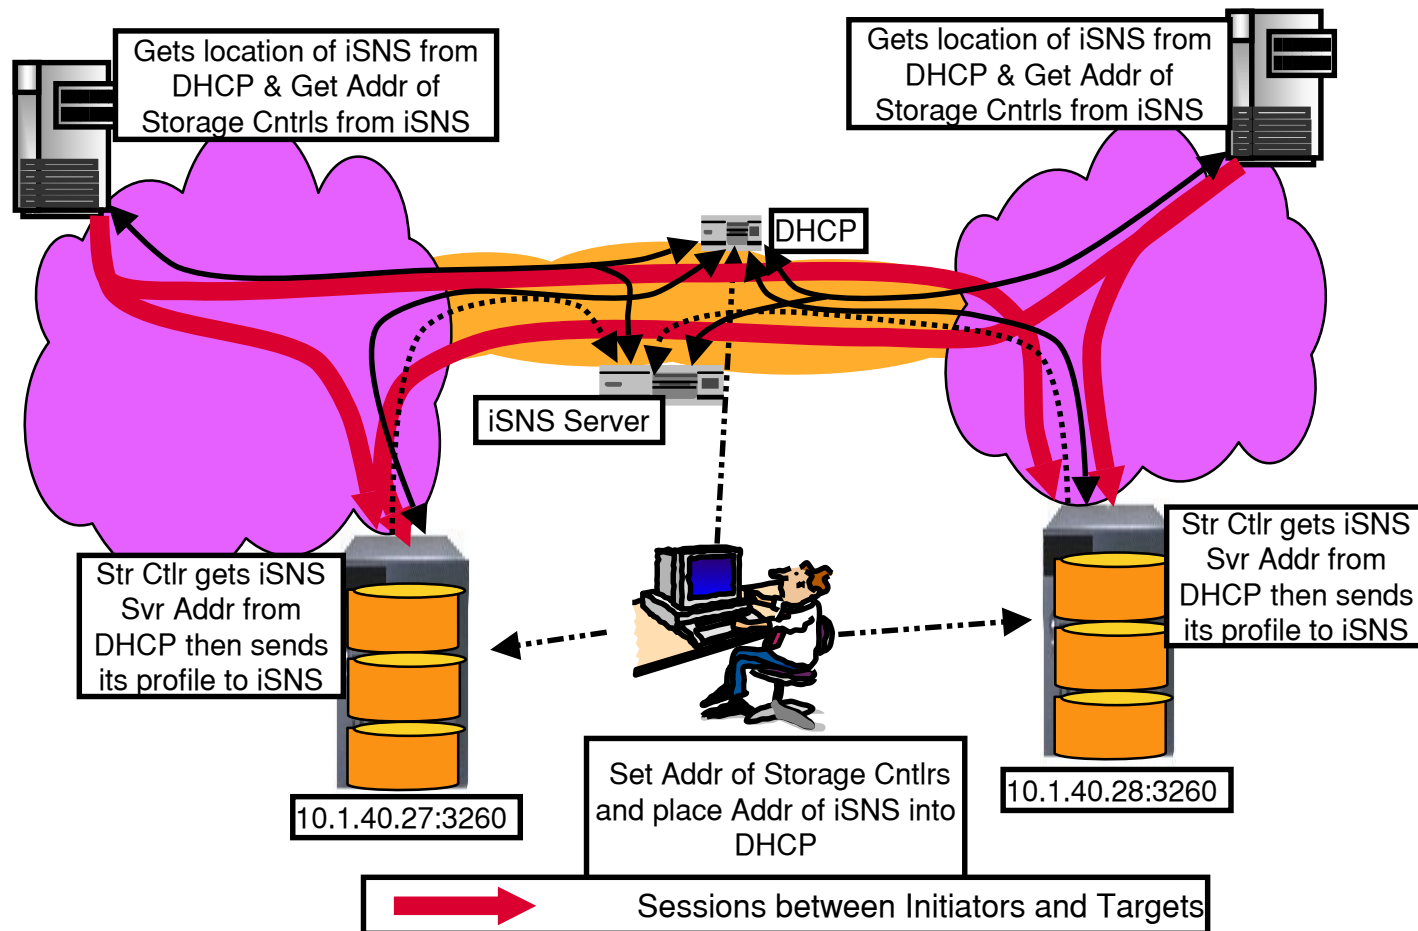 Gets location of iSNS from
DHCP & Get Addr of
Storage Cntrls from iSNS
Gets location of iSNS from
DHCP & Get Addr of
Storage Cntrls from iSNS
DHCP
iSNS Server
Str Ctlr gets iSNS
Svr Addr from
DHCP then sends
its profile to iSNS
Str Ctlr gets iSNS
Svr Addr from
DHCP then sends
its profile to iSNS
10.1.40.27:3260
Set Addr of Storage Cntlrs
and place Addr of iSNS into
DHCP
10.1.40.28:3260
Sessions between Initiators and Targets